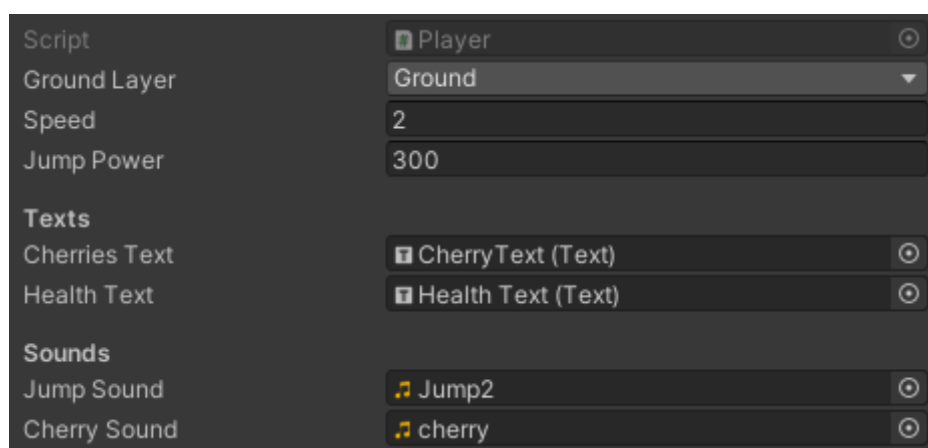 Script Player
Ground Layer Ground
Speed 2
Jump Power 300
Texts
Cherries Text CherryText (Text)
Health Text Health Text (Text)
Sounds
Jump Sound Jump2
Cherry Sound cherry